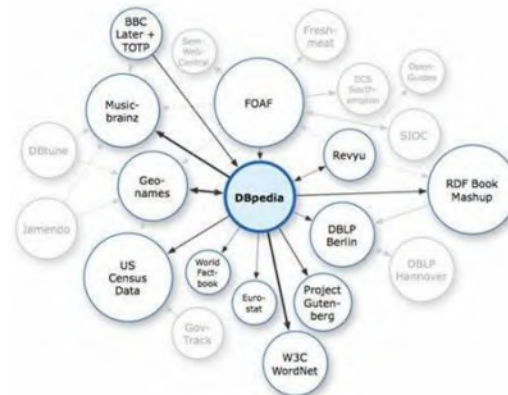 BBC
Later +
TOTP
Sem-
Web-
Central
Fresh-
meat
Music-
brainz
FOAF
ECS
South-
ampton
Open-
Guides
DBtune
SIOC
Revyu
Geo-
names
DBpedia
RDF Book
Mashup
Jamendo
DBLP
Berlin
US
Census
Data
World
Fact-
book
Euro-
stat
Project
Guten-
berg
DBLP
Hannover
Gov-
Track
W3C
WordNet